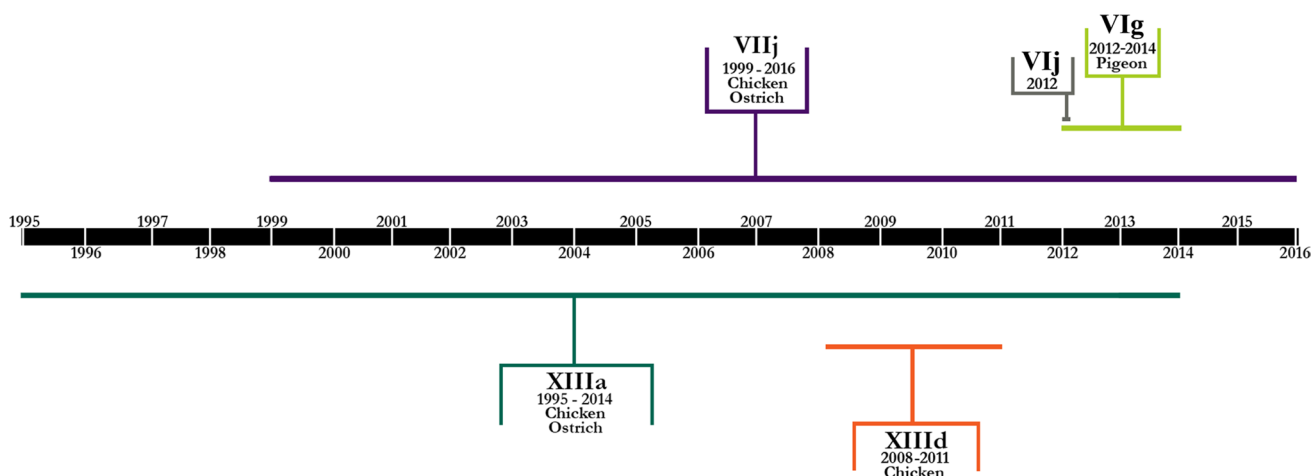 VIIj
1999 - 2016
Chicken
Ostrich
VIj
2012
VIg
2012-2014
Pigeon
1995 1997 1999 2001 2003 2005 2007 2009 2011 2013 2015
1996 1998 2000 2002 2004 2006 2008 2010 2012 2014 2016
XIIIa
1995 - 2014
Chicken
Ostrich
XIIId
2008-2011
Chicken